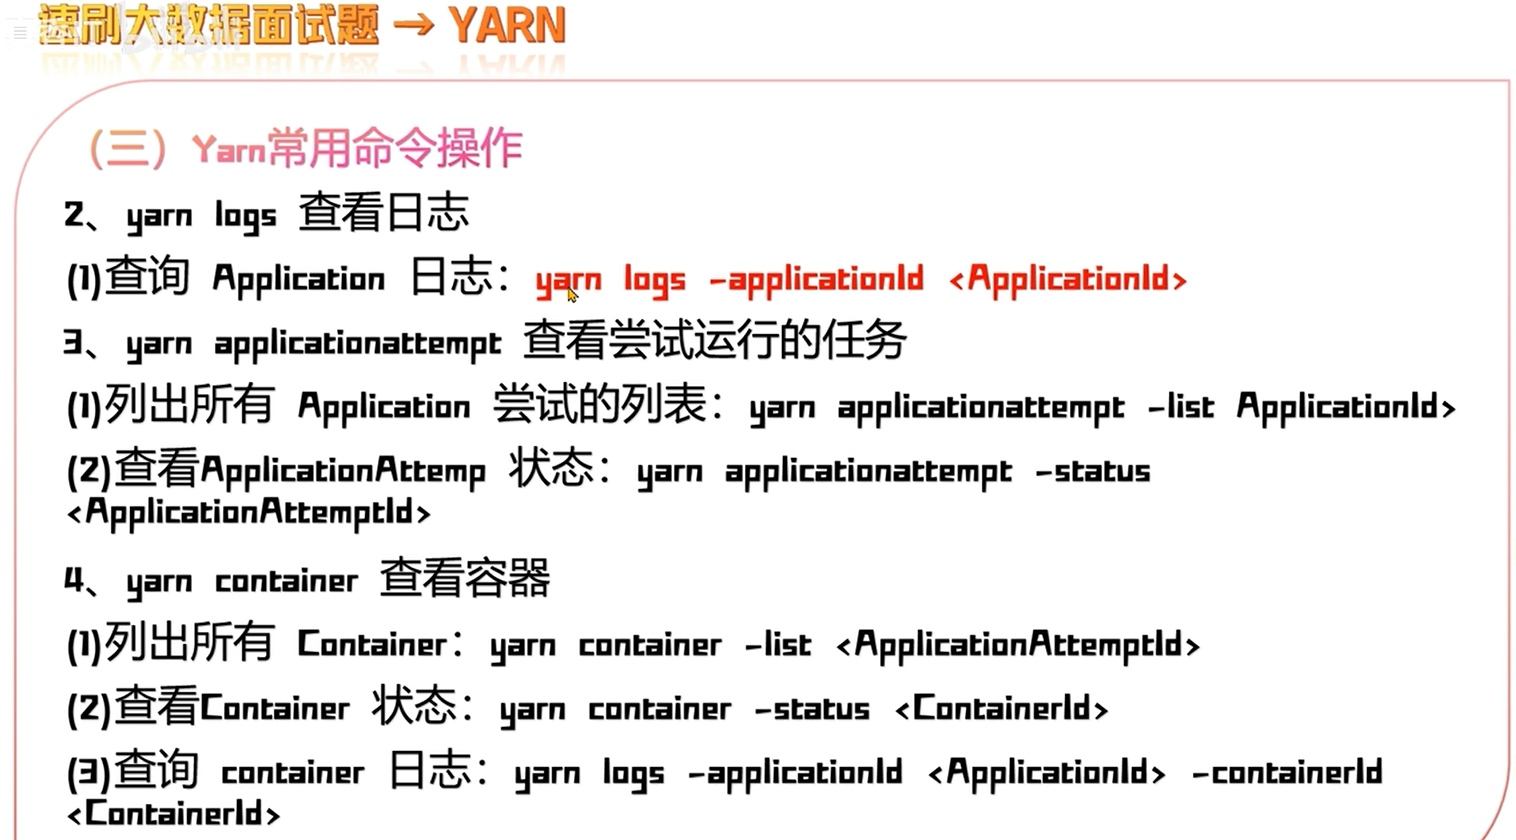 速刷大数据面试题 → YARN
（三）Yarn常用命令操作
2、yarn logs 查看日志
(1)查询 Application 日志：yarn logs -applicationId <ApplicationId>
3、yarn applicationattempt 查看尝试运行的任务
(1)列出所有 Application 尝试的列表：yarn applicationattempt -list ApplicationId>
(2)查看ApplicationAttemp 状态：yarn applicationattempt -status
<ApplicationAttemptId>
4、yarn container 查看容器
(1)列出所有 Container：yarn container -list <ApplicationAttemptId>
(2)查看Container 状态：yarn container -status <ContainerId>
(3)查询 container 日志：yarn logs -applicationId <ApplicationId> -containerId
<ContainerId>